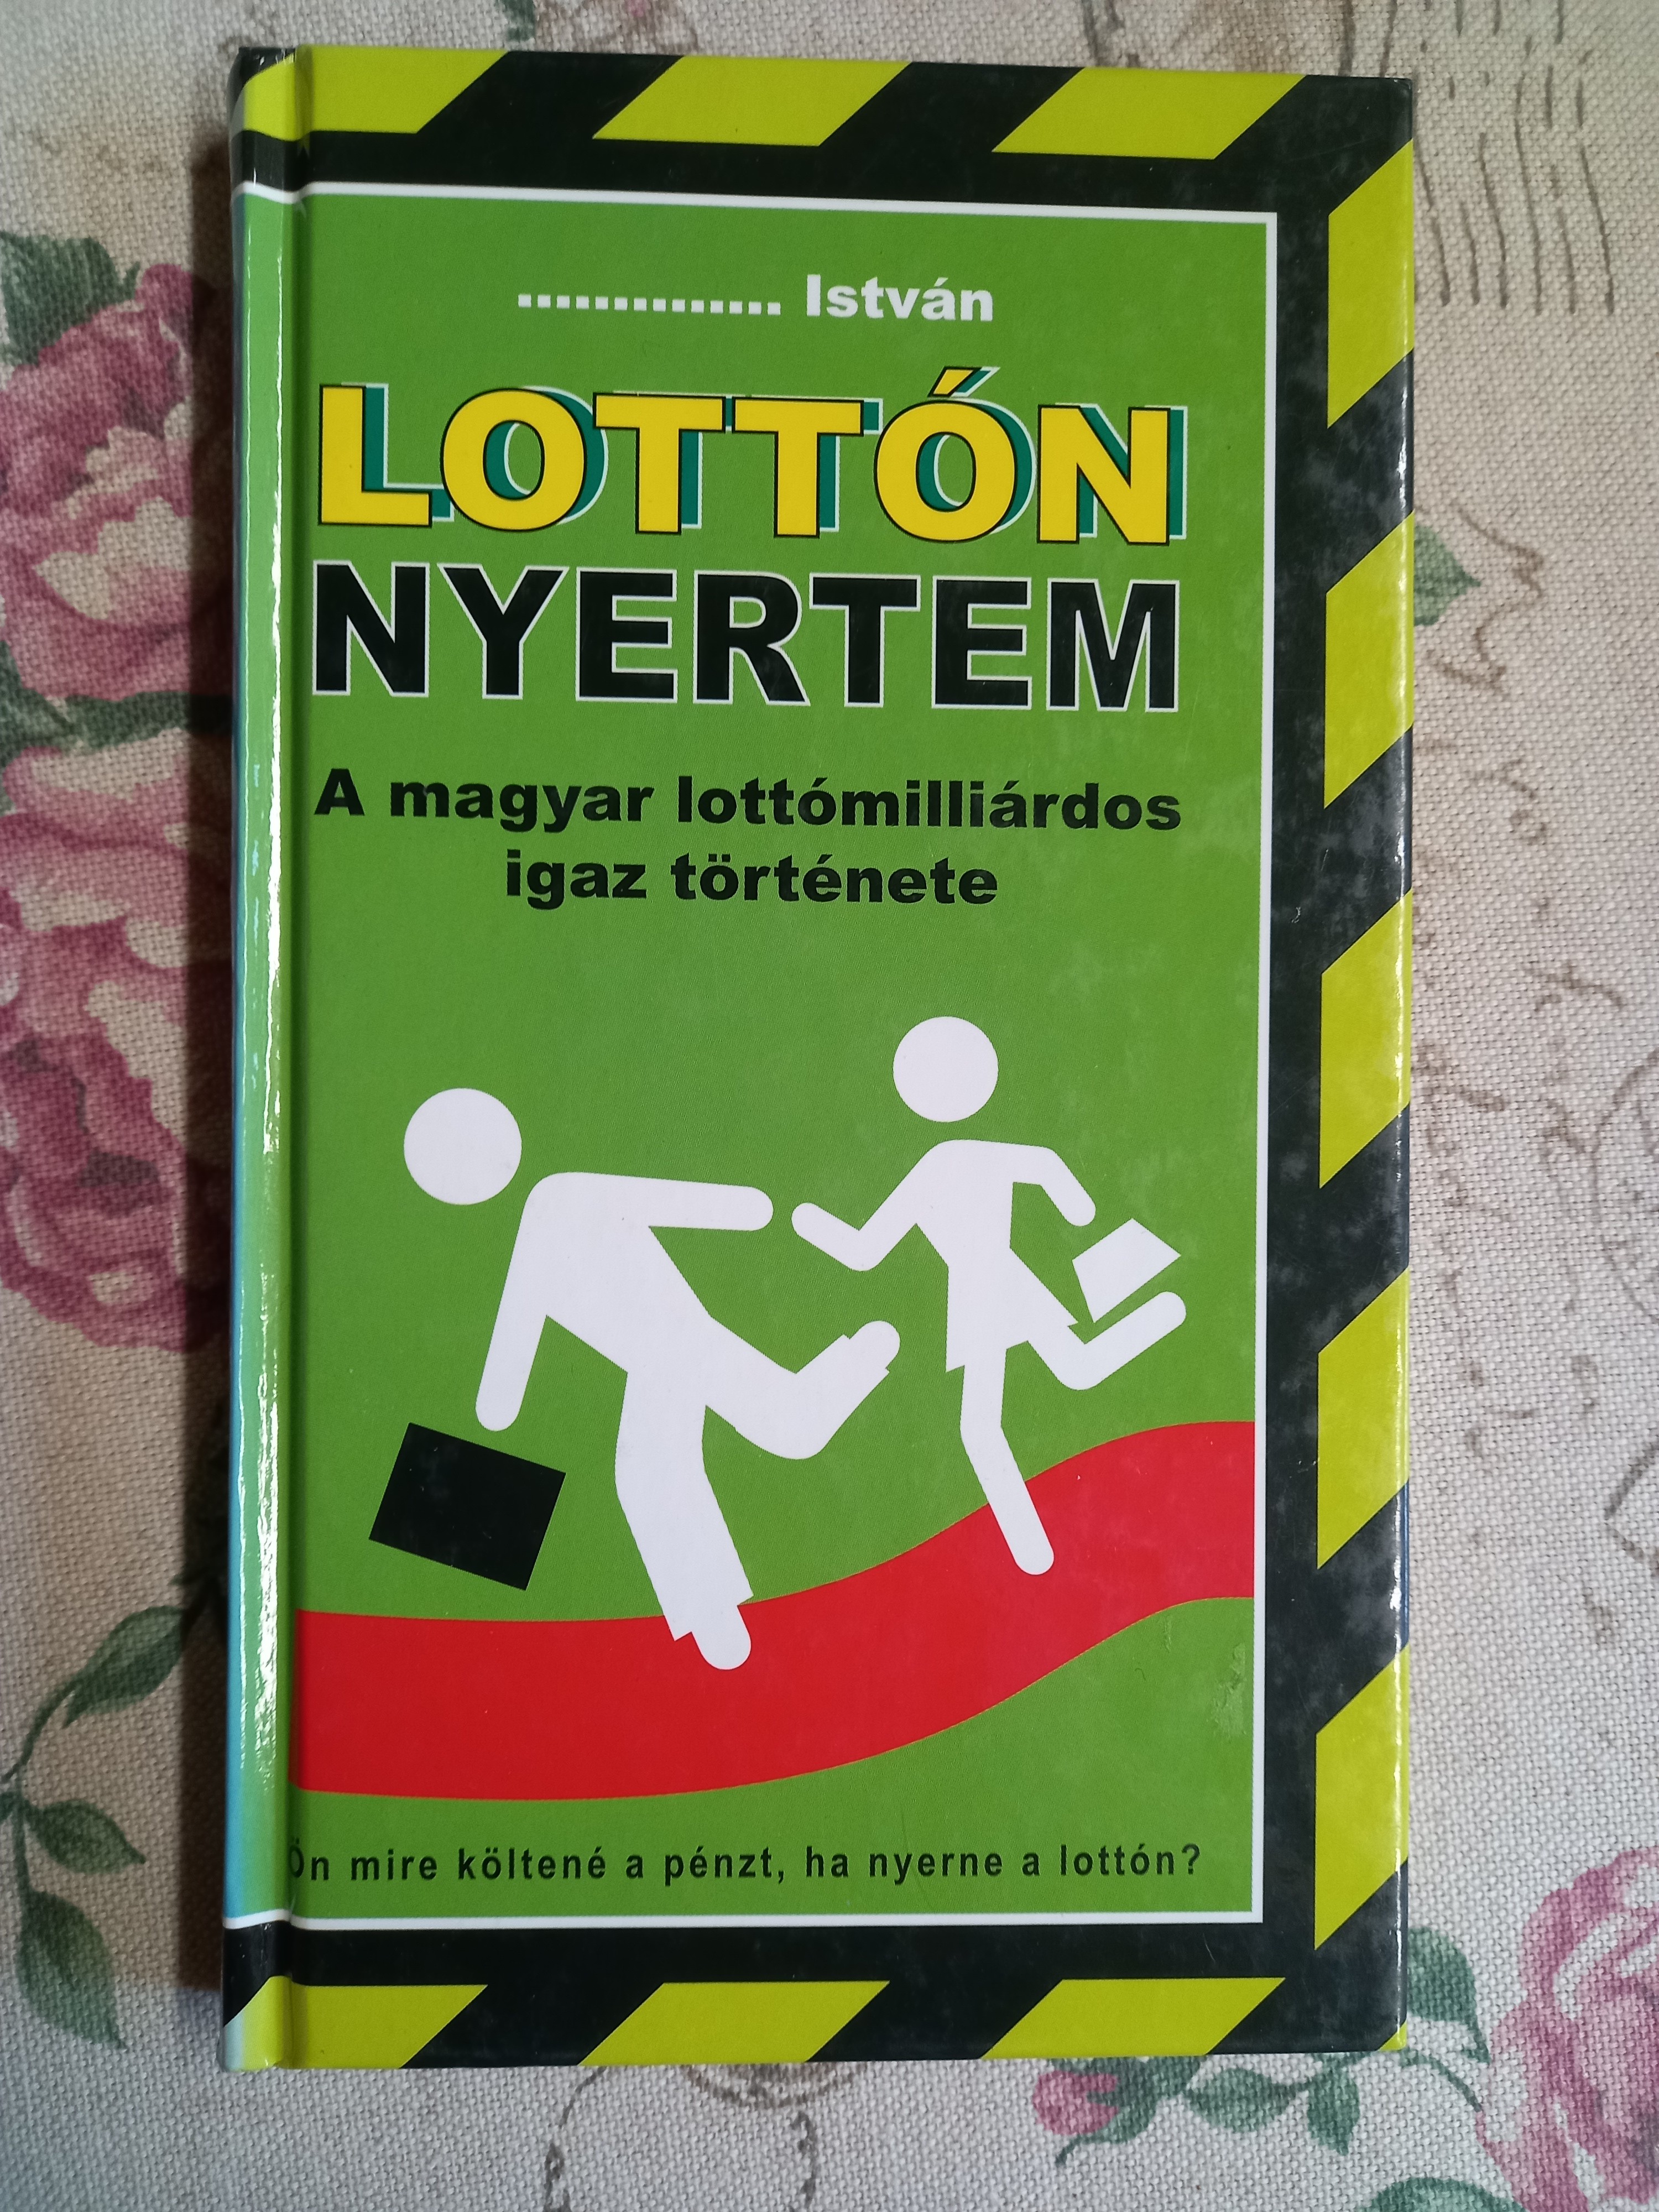 .............. István
LOTTÓN
NYERTEM
A magyar lottómilliárdos
igaz története
Ön mire költené a pénzt, ha nyerne a lottón?